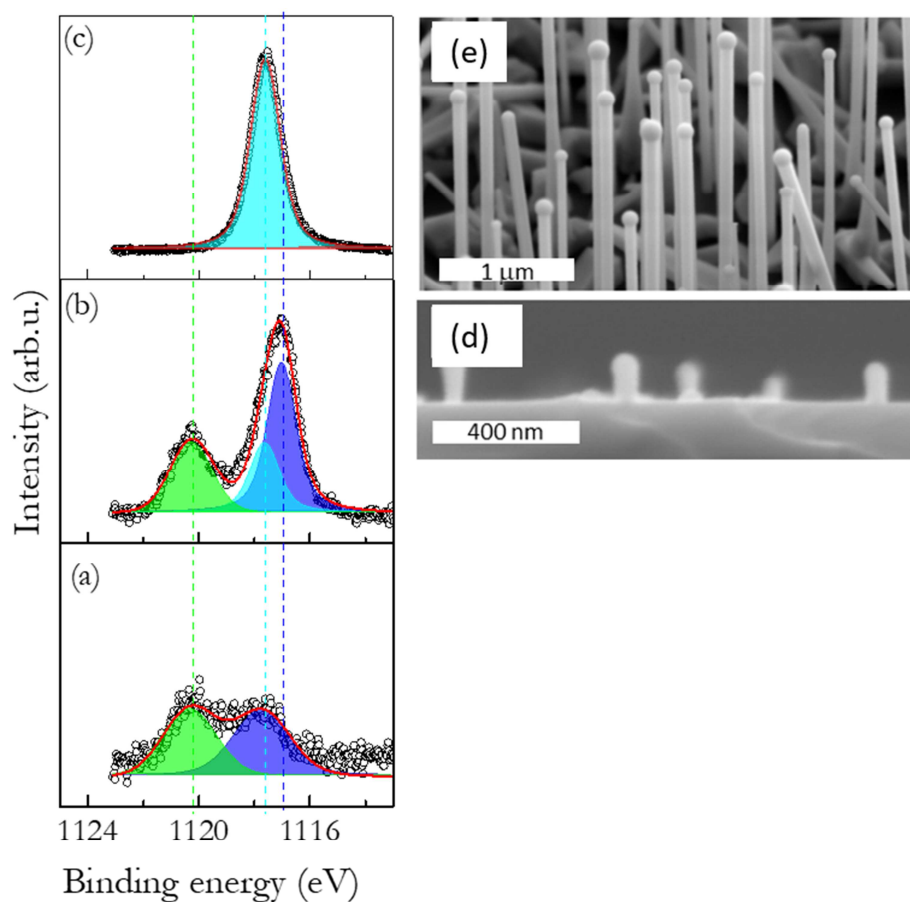 (c)
(b)
(a)
Intensity (arb.u.)
1124 1120 1116
Binding energy (eV)
(e)
1 μm
(d)
400 nm